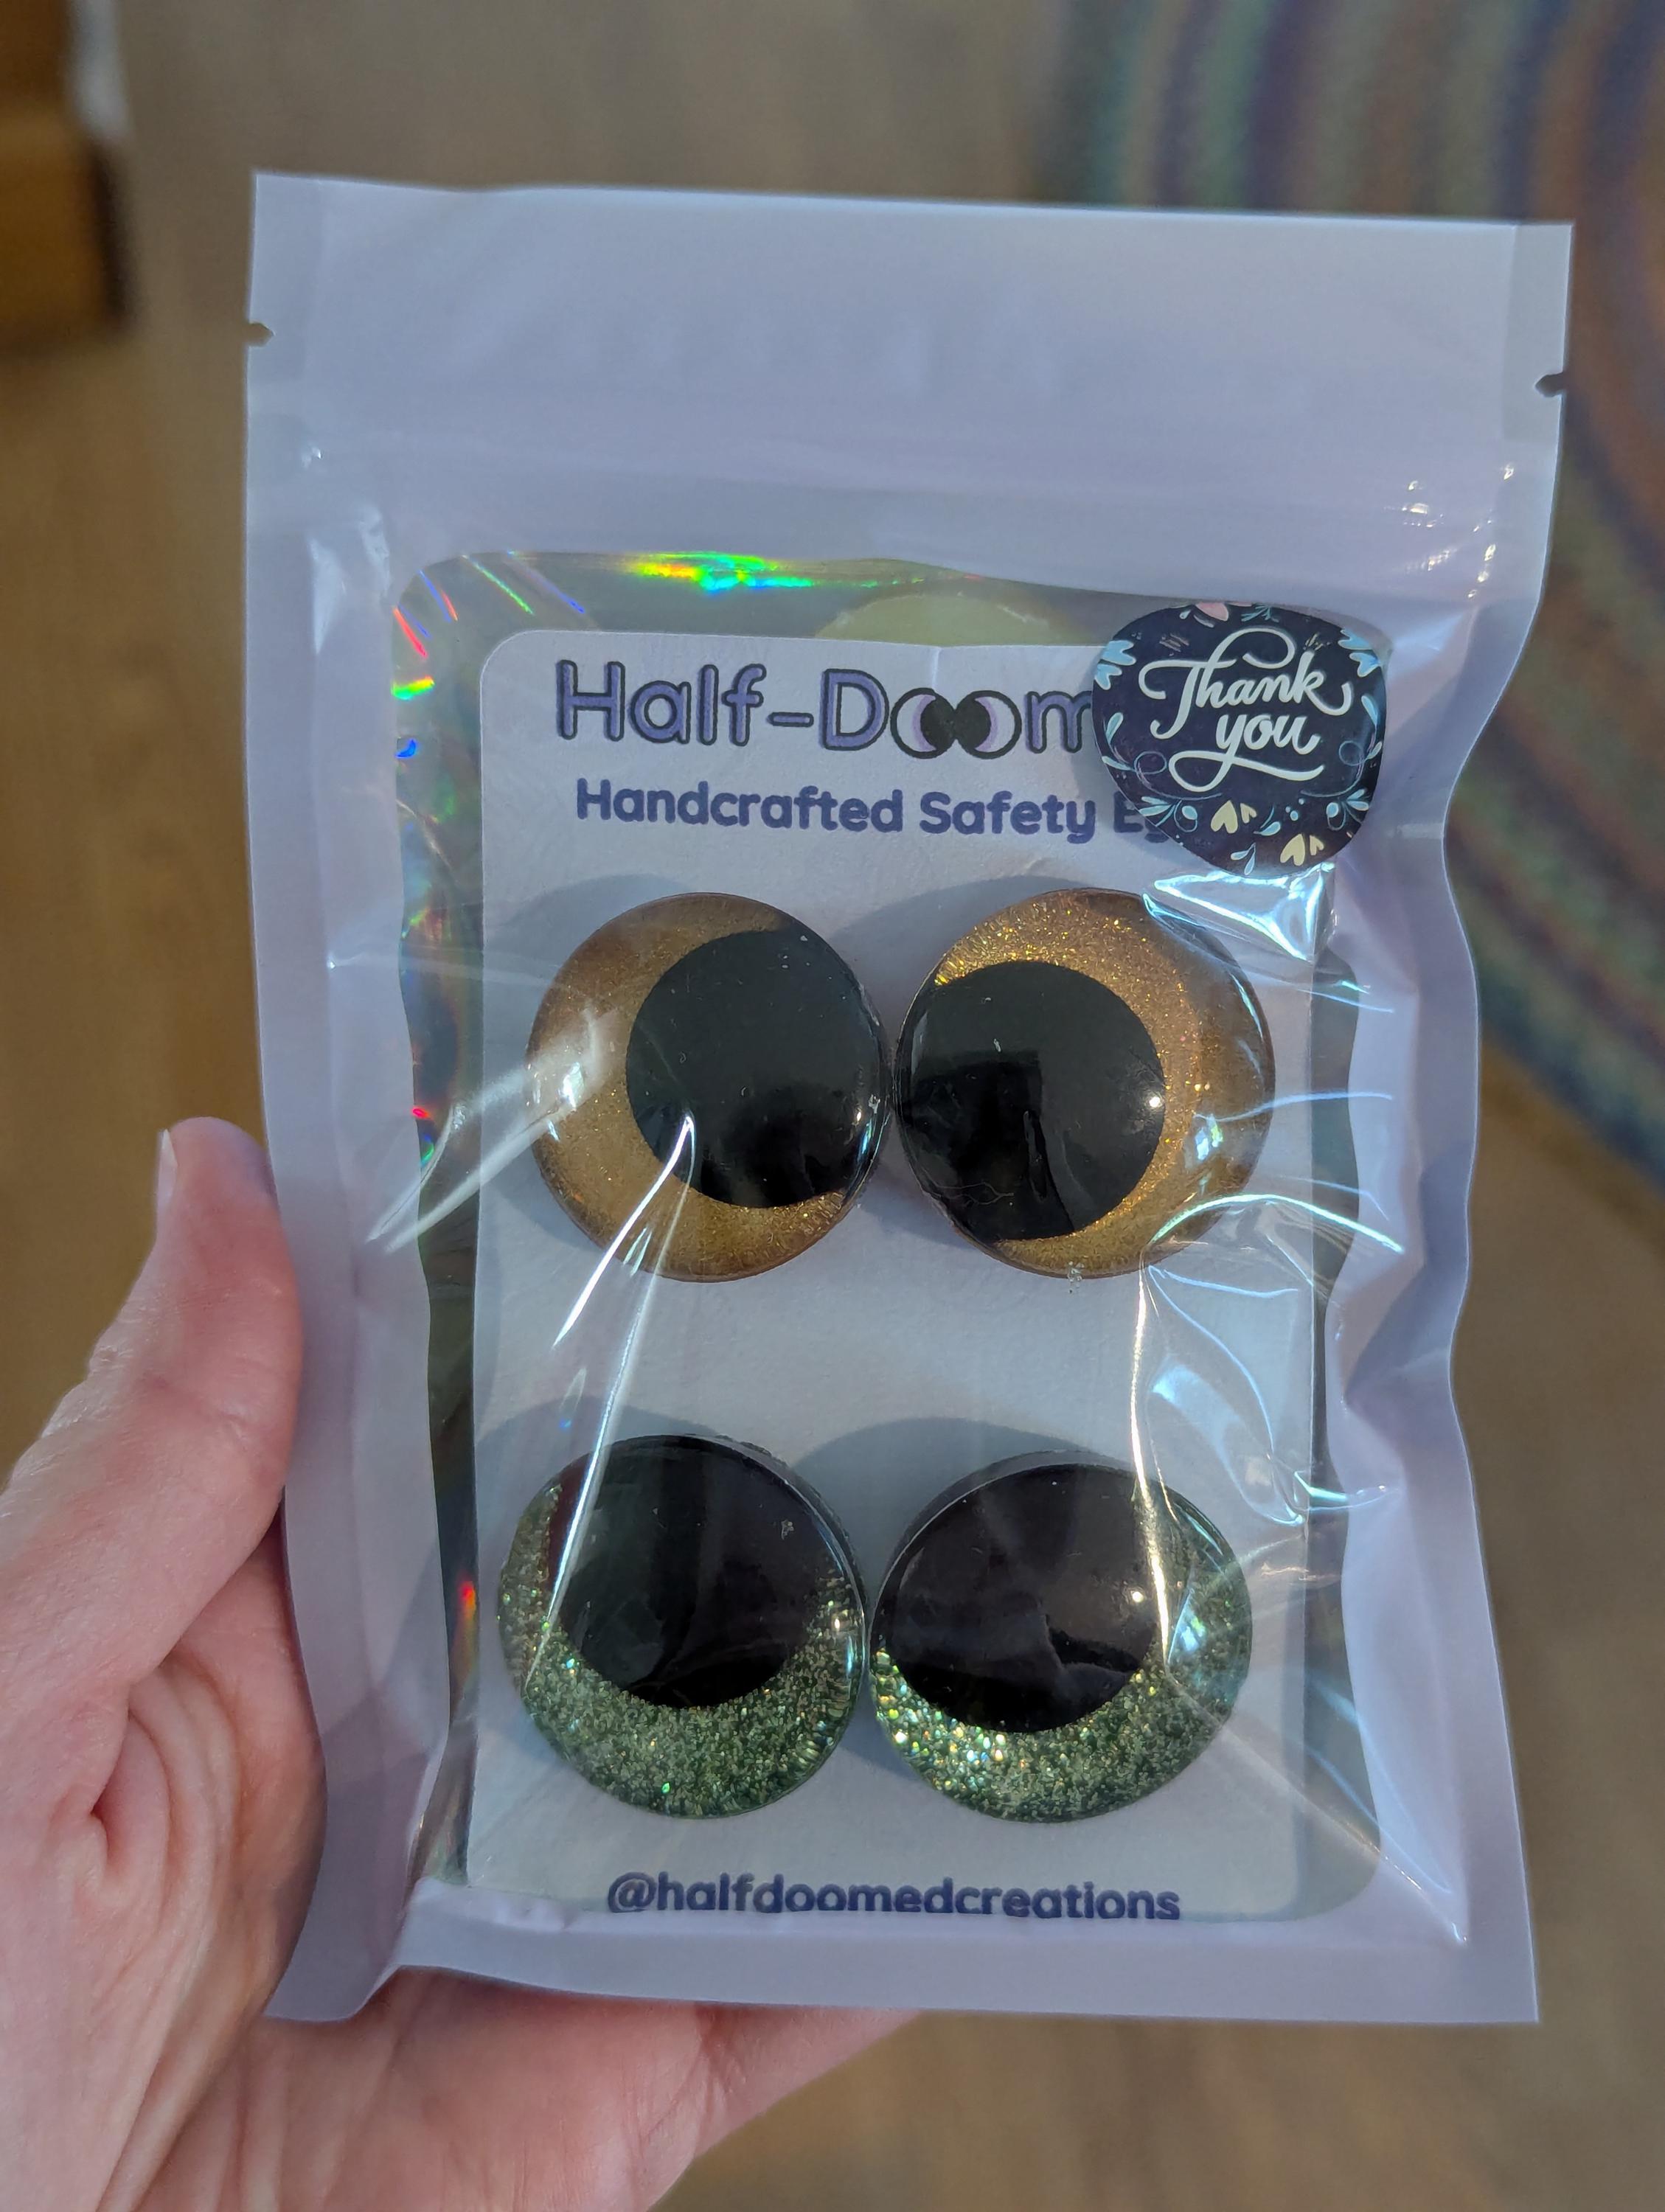 Half-Doom
Thank
you
Handcrafted Safety
@halfdoomedcreations